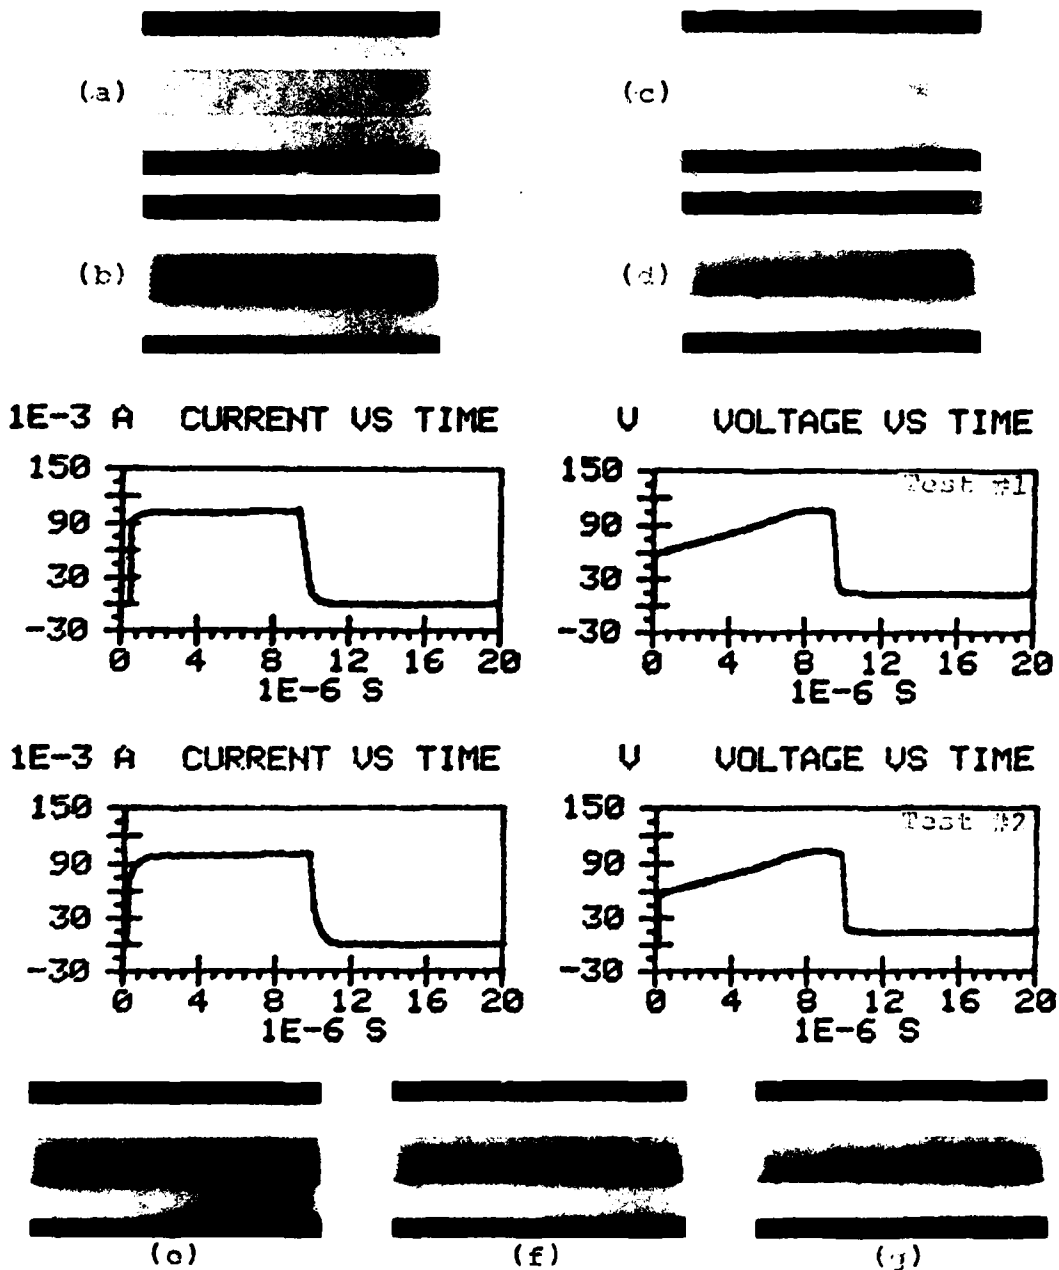 (a)
(c)
(b)
(d)
1E-3 A CURRENT VS TIME
150
90
30
-30
0 4 8 12 16 20
1E-6 S
V VOLTAGE VS TIME
Test #1
150
90
30
-30
0 4 8 12 16 20
1E-6 S
1E-3 A CURRENT VS TIME
150
90
30
-30
0 4 8 12 16 20
1E-6 S
V VOLTAGE VS TIME
Test #2
150
90
30
-30
0 4 8 12 16 20
1E-6 S
(e)
(f)
(g)